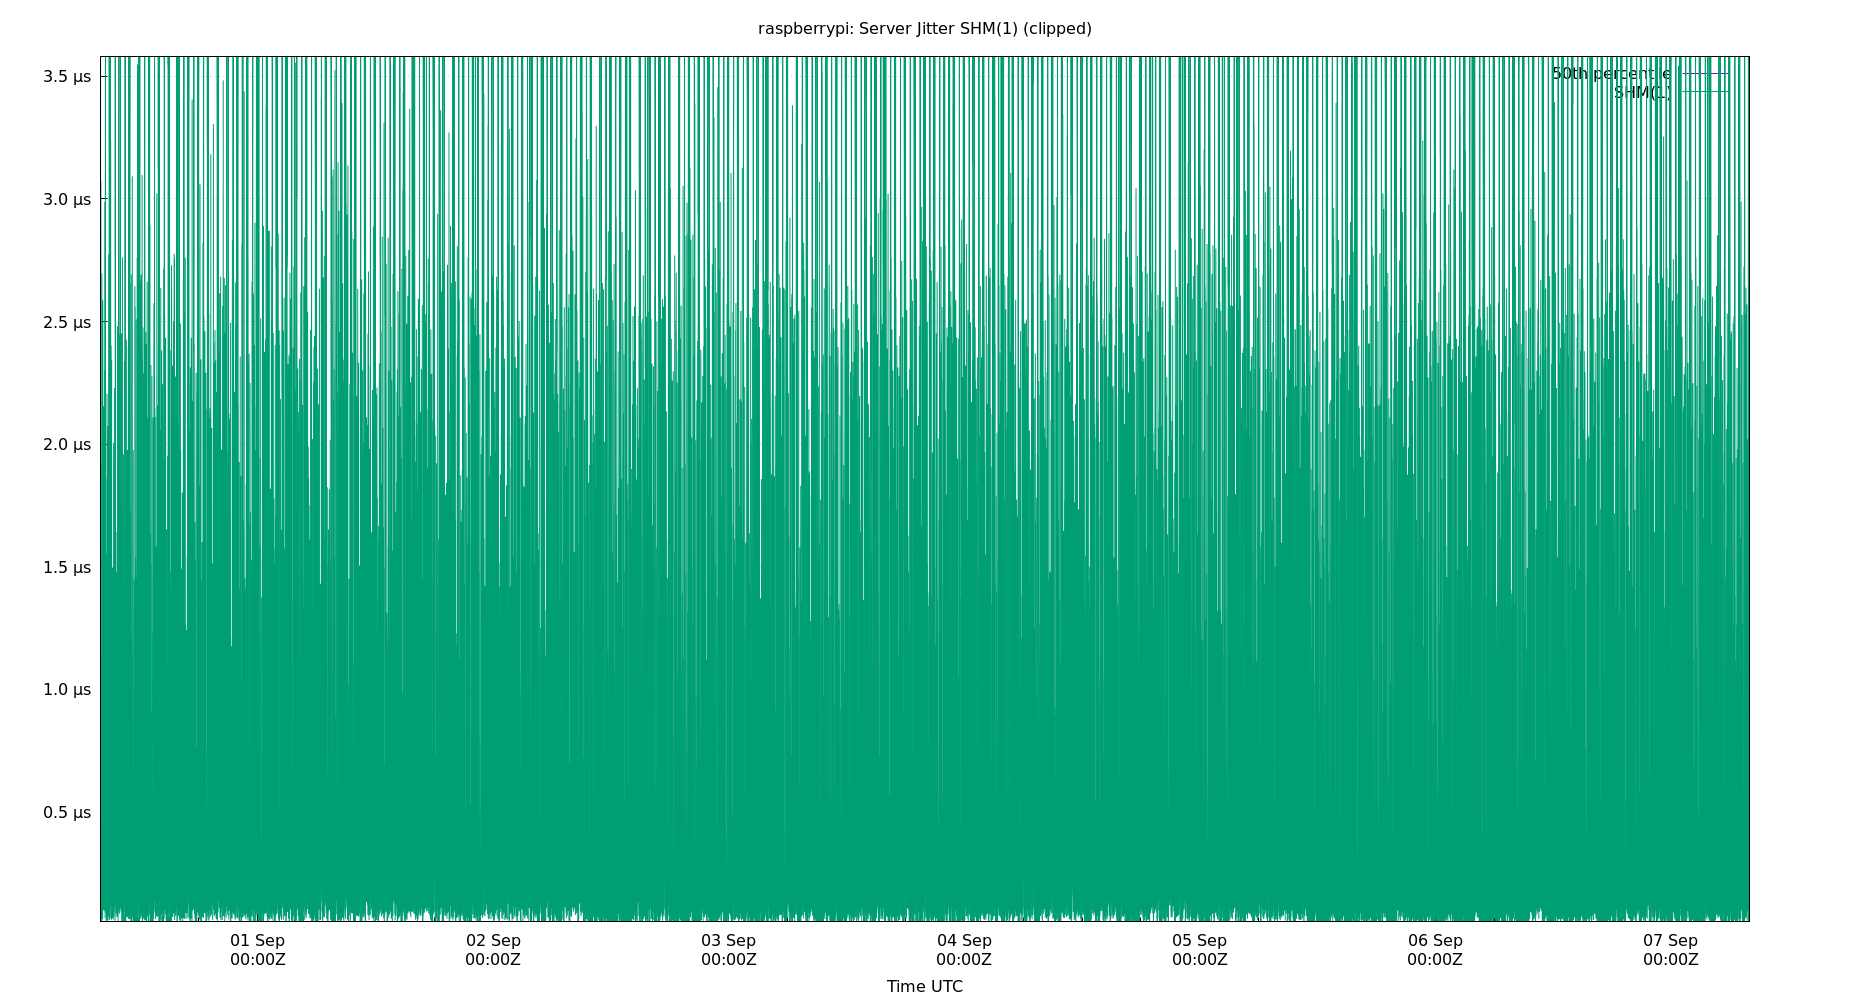 raspberrypi: Server Jitter SHM(1) (clipped)
50th percentile
SHM(1)
3.5 µs
3.0 µs
2.5 µs
2.0 µs
1.5 µs
1.0 µs
0.5 µs
01 Sep 02 Sep 03 Sep 04 Sep 05 Sep 06 Sep 07 Sep
00:00Z 00:00Z 00:00Z 00:00Z 00:00Z 00:00Z 00:00Z
Time UTC